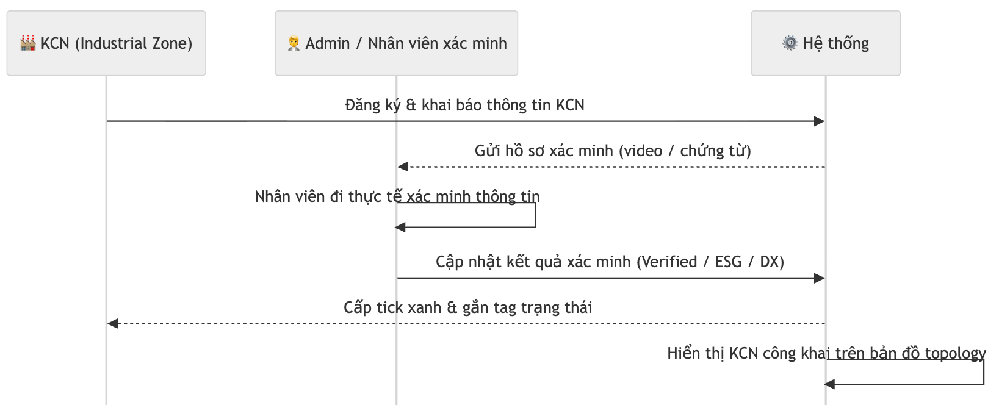 🏭 KCN (Industrial Zone)
🧑‍💼 Admin / Nhân viên xác minh
⚙️ Hệ thống
Đăng ký & khai báo thông tin KCN
Gửi hồ sơ xác minh (video / chứng từ)
Nhân viên đi thực tế xác minh thông tin
Cập nhật kết quả xác minh (Verified / ESG / DX)
Cấp tick xanh & gắn tag trạng thái
Hiển thị KCN công khai trên bản đồ topology